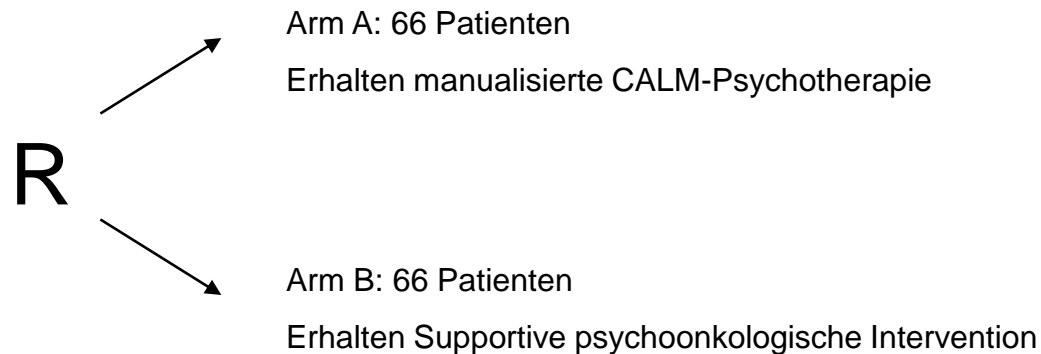 Arm A: 66 Patienten
Erhalten manualisierte CALM-Psychotherapie
R
Arm B: 66 Patienten
Erhalten Supportive psychoonkologische Intervention